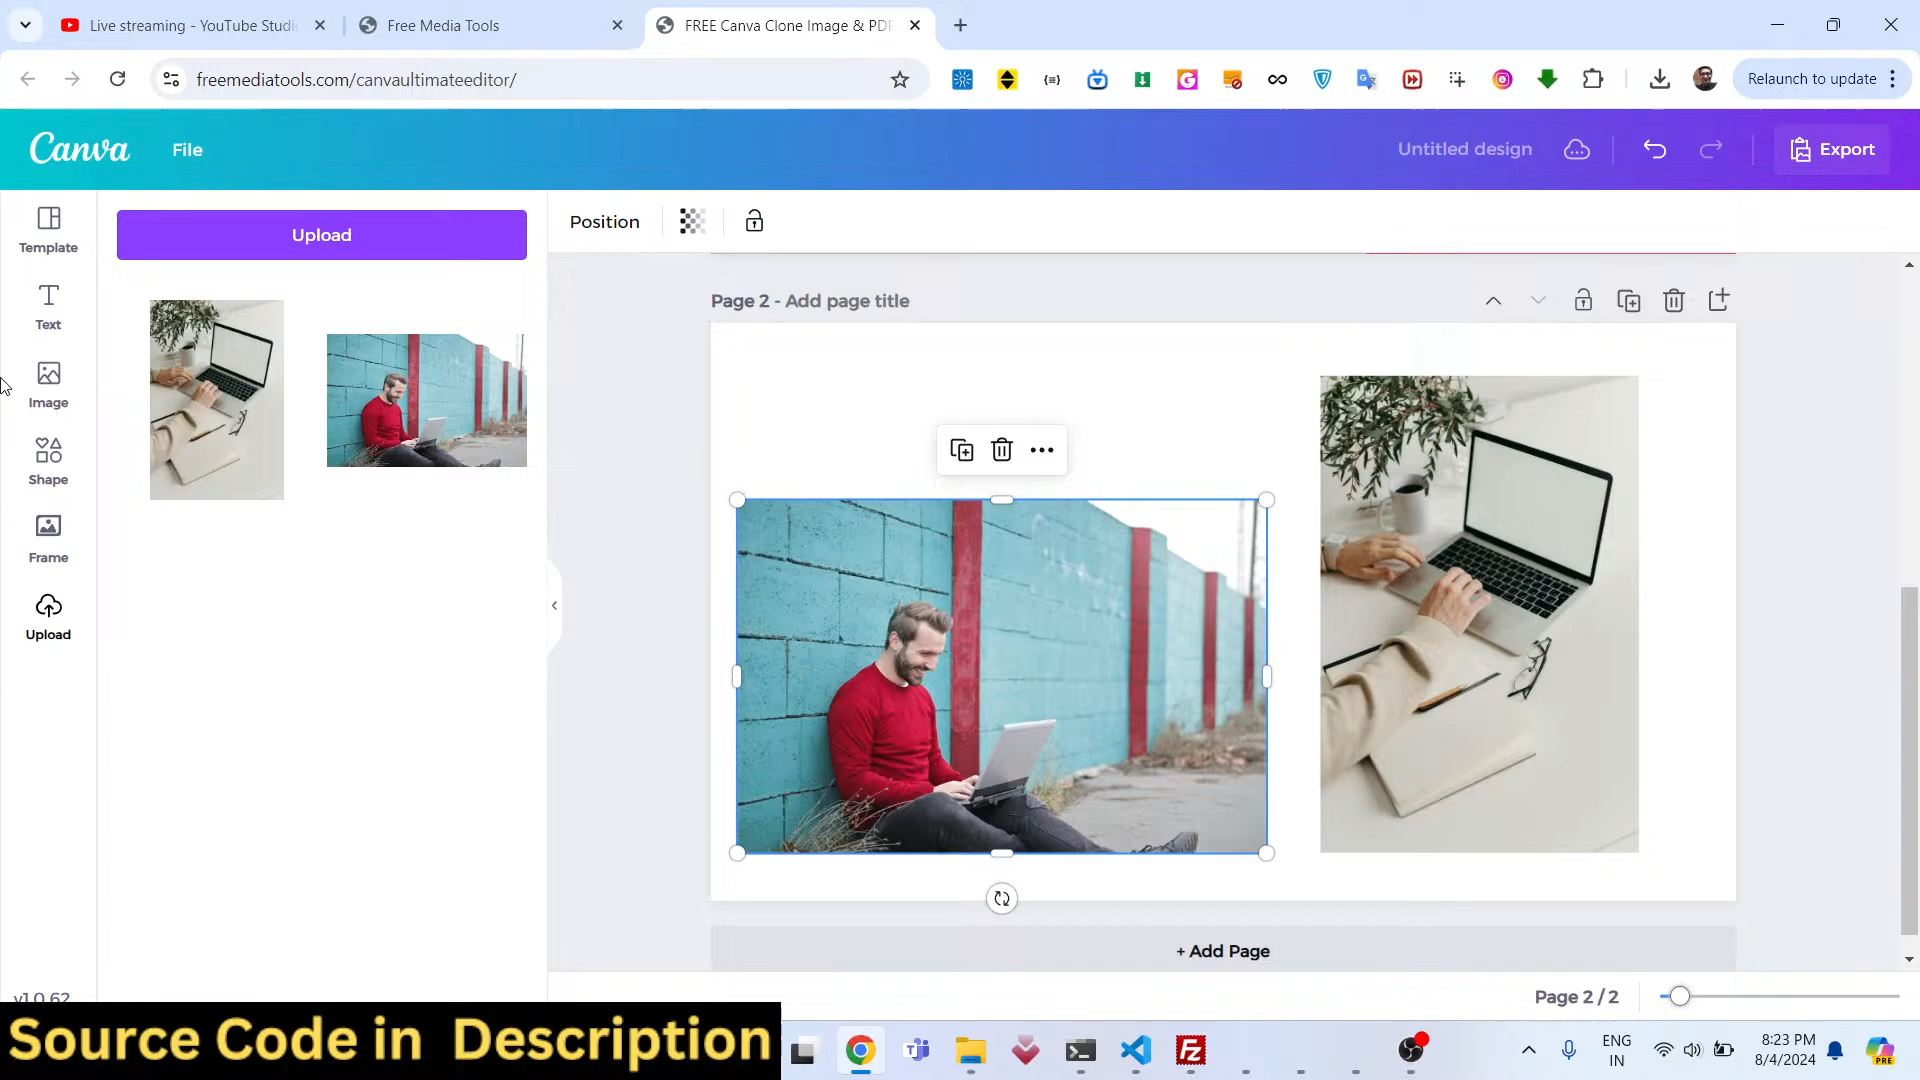 Live streaming - YouTube Studi
Free Media Tools
FREE Canva Clone Image & PDF
freemediatools.com/canvaultimateeditor/
Relaunch to update
Canva
File
Untitled design
Export
Template
Text
Image
Shape
Frame
Upload
v1.0.62
Upload
Position
Page 2 - Add page title
+ Add Page
Page 2 / 2
Source Code in Description
ENG
IN
8:23 PM
8/4/2024
PRE